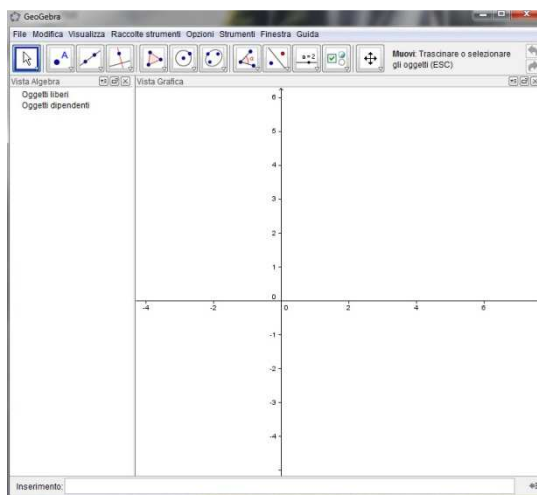 GeoGebra
File Modifica Visualizza Raccolte strumenti Opzioni Strumenti Finestra Guida
A
α
a=2
Muovi: Trascinare o selezionare
gli oggetti (ESC)
Vista Algebra
Vista Grafica
Oggetti liberi
Oggetti dipendenti
6
5
4
3
2
1
0
-4 -2 0 2 4 6
-1
-2
-3
-4
Inserimento: